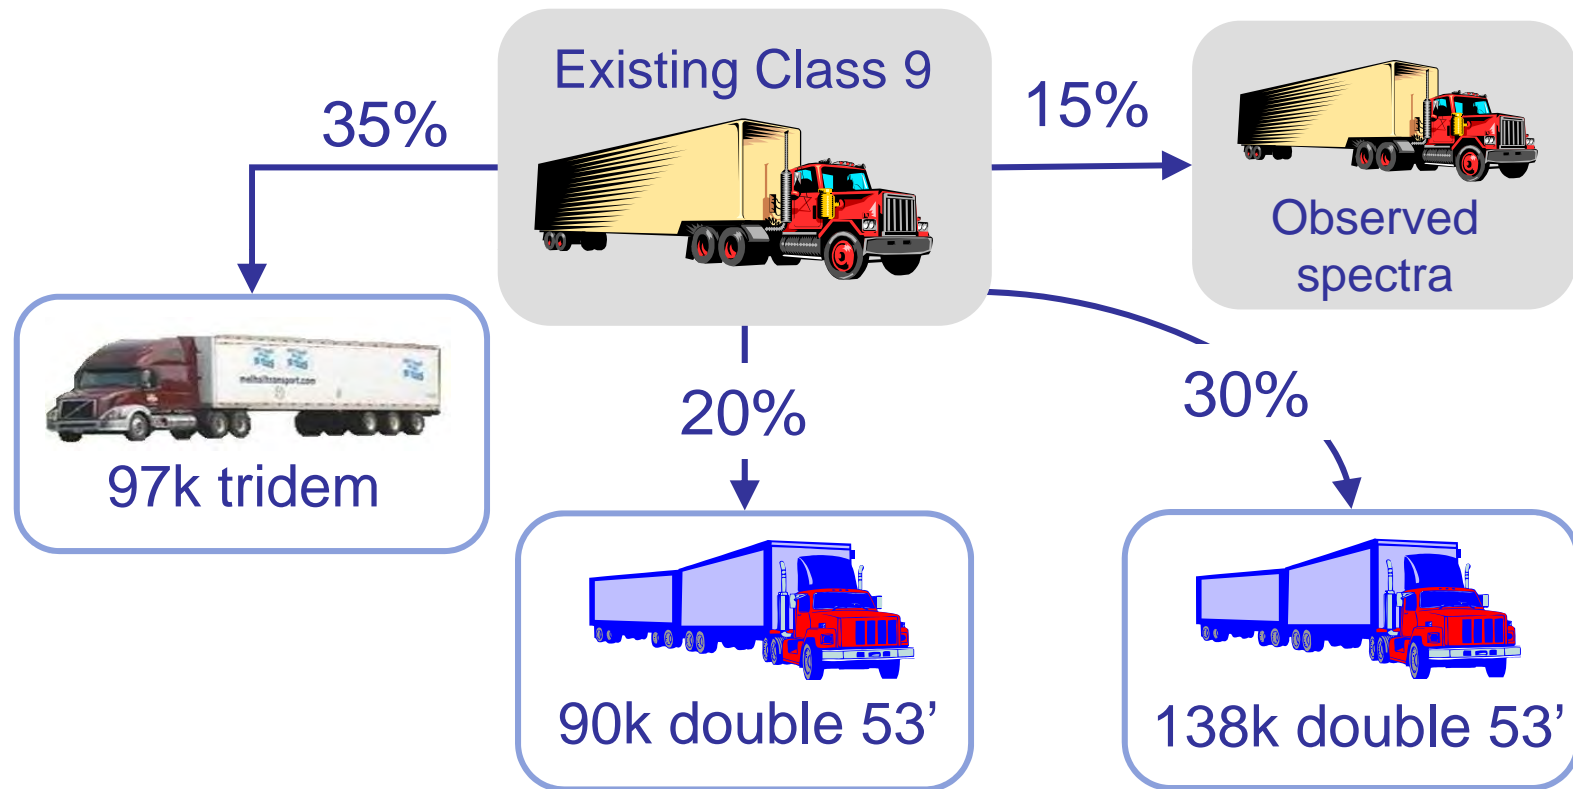 Existing Class 9
35%
15%
Observed
spectra
97k tridem
20%
30%
90k double 53’
138k double 53’